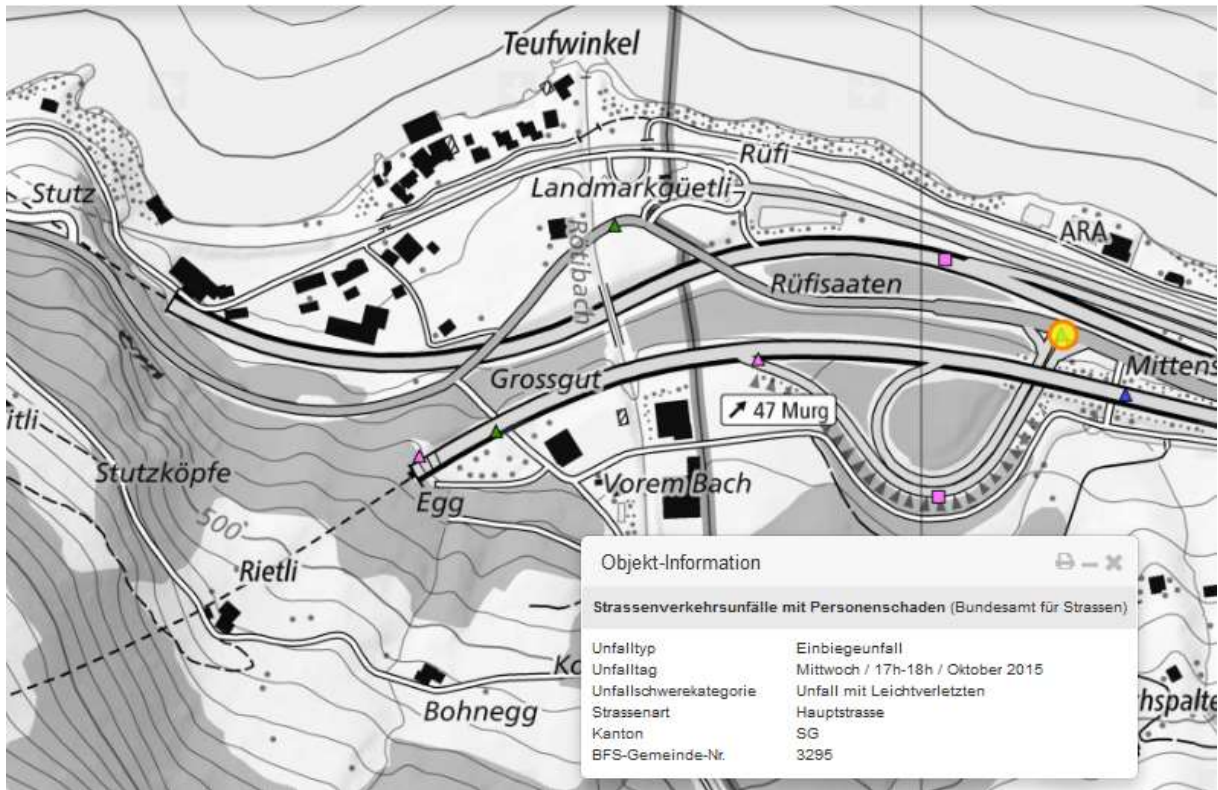 Teufwinkel
Rüfi
Stutz
Landmarkgüetli
ARA
Rötibach
Rüfisaaten
Grossgut
Mittens
47 Murg
itli
Stutzköpfe
Vorem Bach
Egg
500
Rietli
Ko
Bohnegg
chspalte
Objekt-Information
Strassenverkehrsunfälle mit Personenschaden (Bundesamt für Strassen)
Unfalltyp Einbiegeunfall
Unfalltag Mittwoch / 17h-18h / Oktober 2015
Unfallschwerekategorie Unfall mit Leichtverletzten
Strassenart Hauptstrasse
Kanton SG
BFS-Gemeinde-Nr. 3295